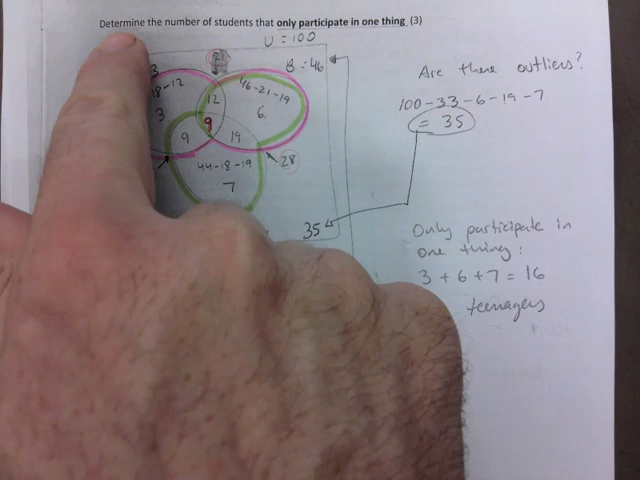 Determine the number of students that only participate in one thing. (3)
U = 100
21
B = 46
3
18-12
46-21-19
12
6
3
9
9
19
28
44-18-19
7
35
Are there outliers?
100-33-6-19-7
= 35
Only participate in
one thing:
3 + 6 + 7 = 16
teenagers